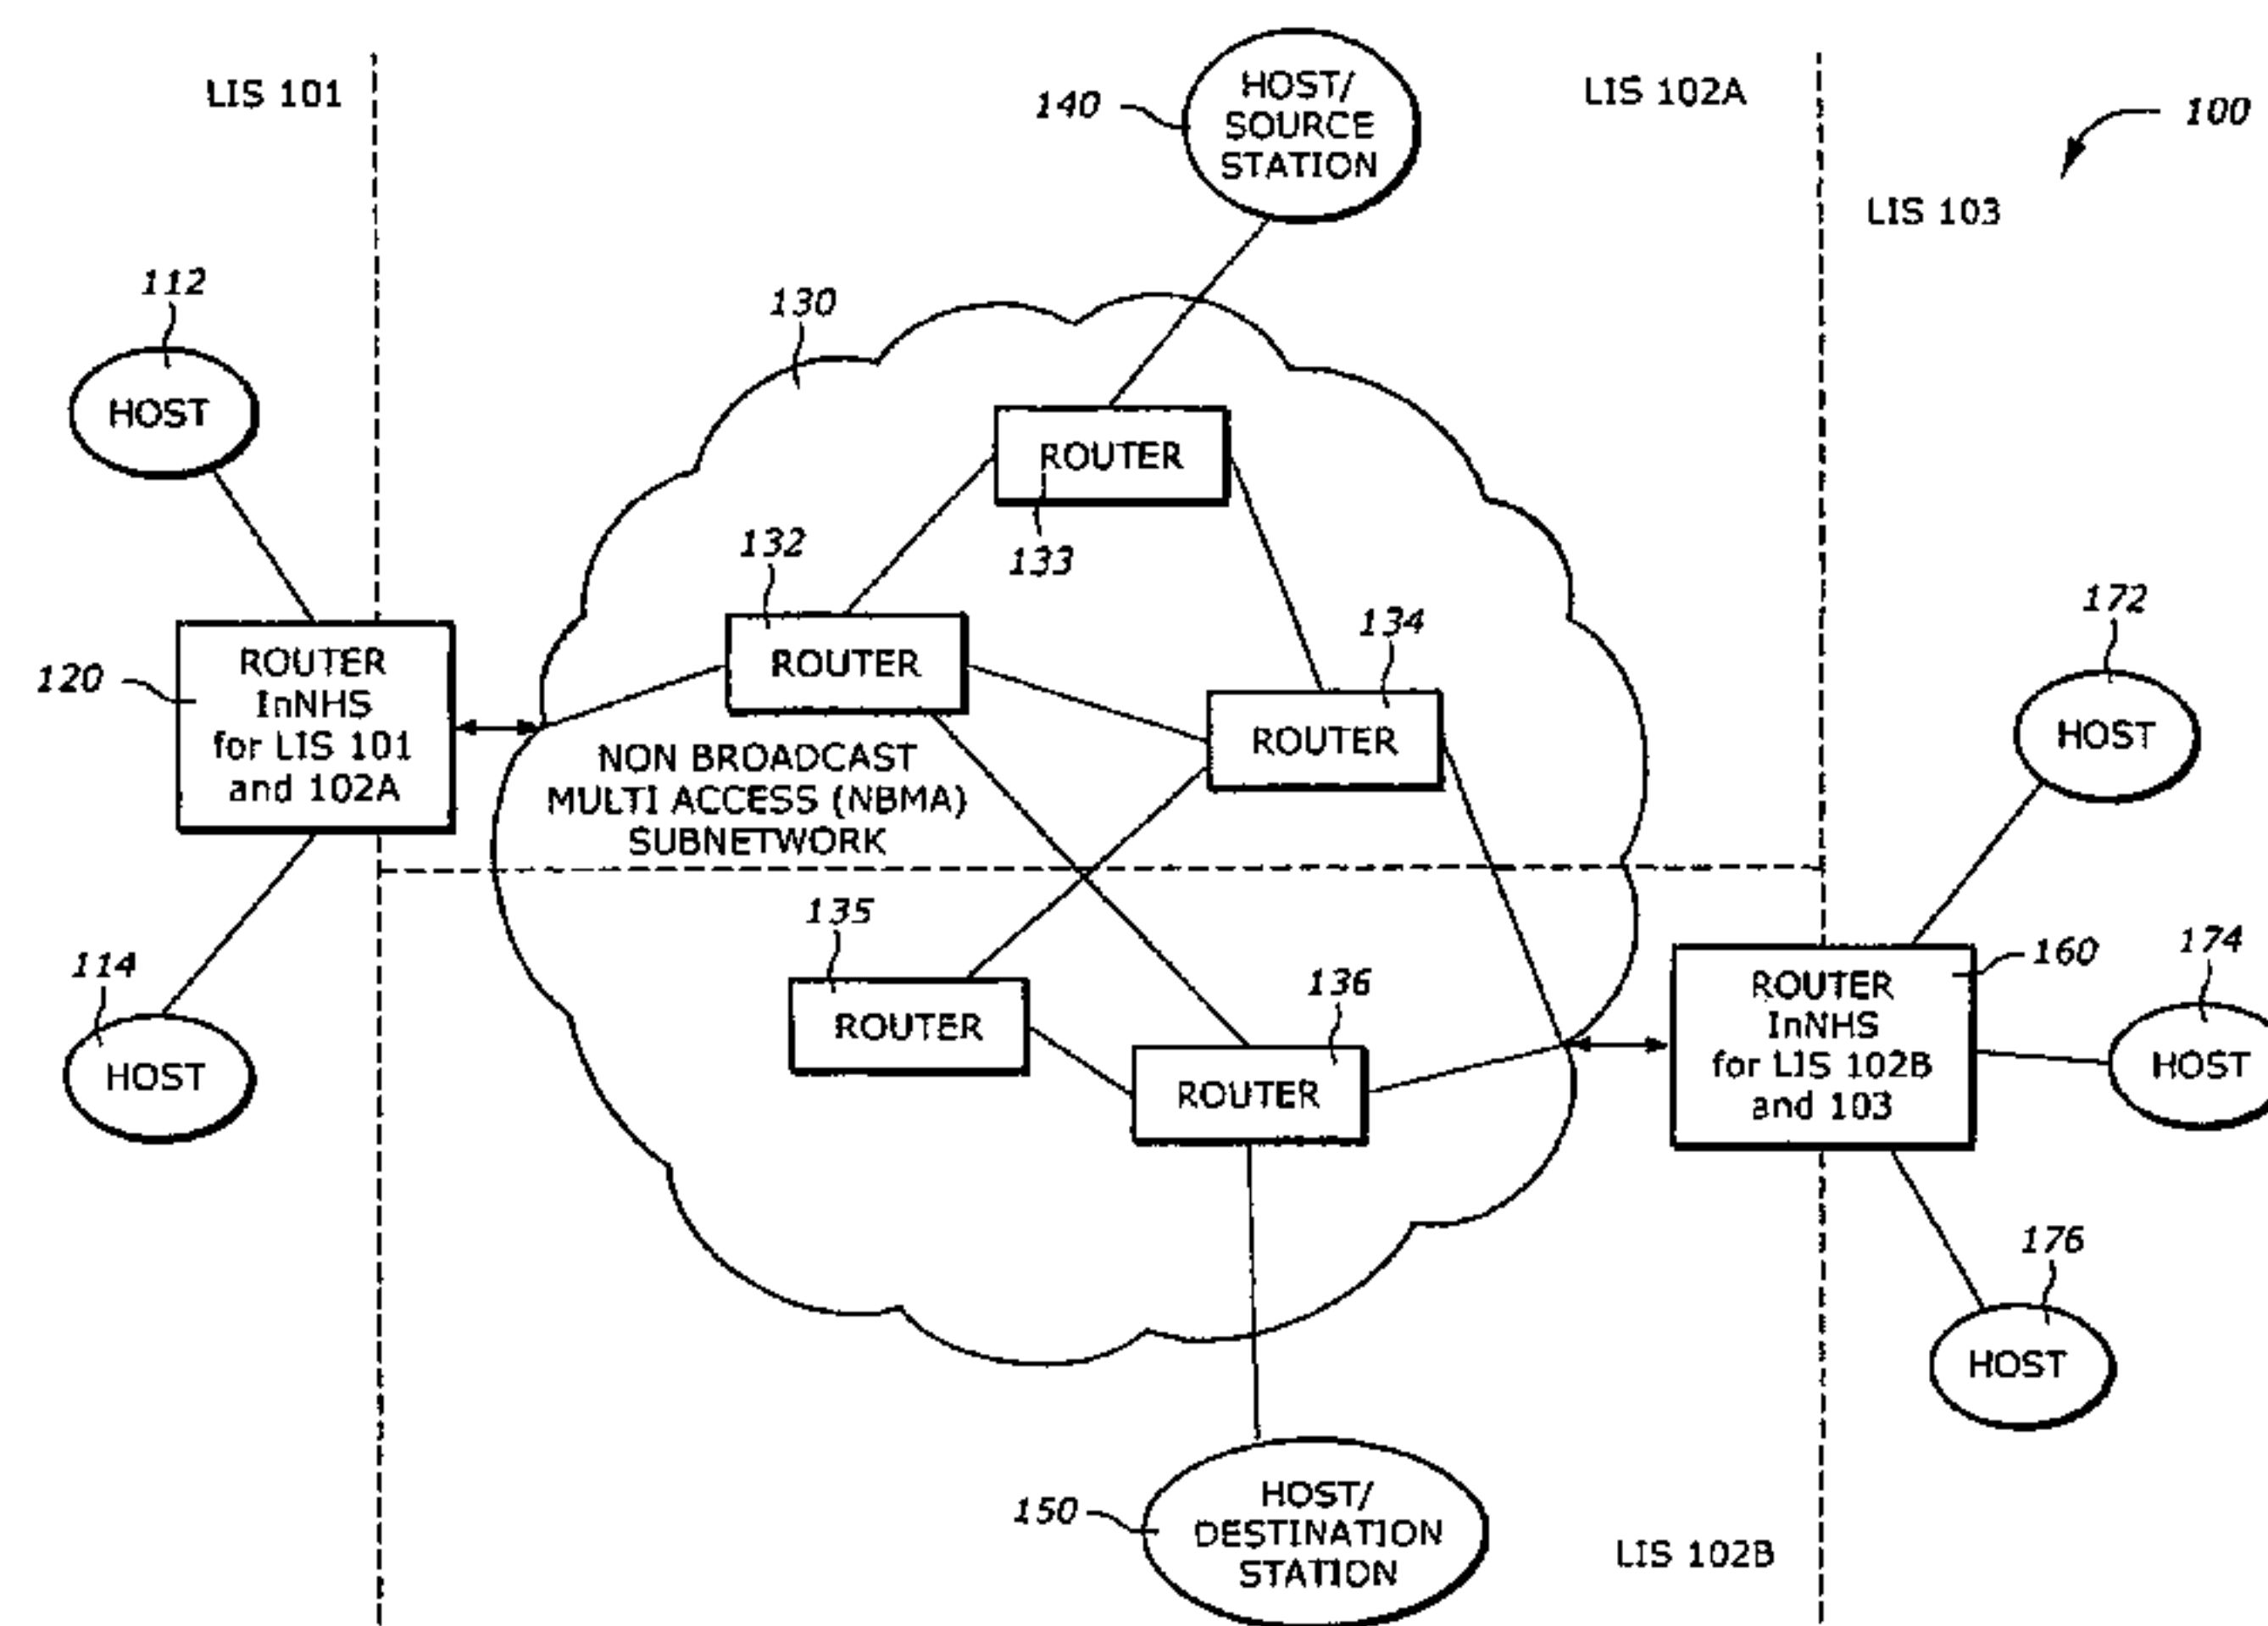 LIS 101
140
HOST/
SOURCE
STATION
LIS 102A
100
LIS 103
112
HOST
130
ROUTER
133
132
ROUTER
134
ROUTER
120
ROUTER
InNHS
for LIS 101
and 102A
NON BROADCAST
MULTI ACCESS (NBMA)
SUBNETWORK
172
HOST
114
HOST
135
ROUTER
136
ROUTER
160
ROUTER
InNHS
for LIS 102B
and 103
174
HOST
176
HOST
150
HOST/
DESTINATION
STATION
LIS 102B